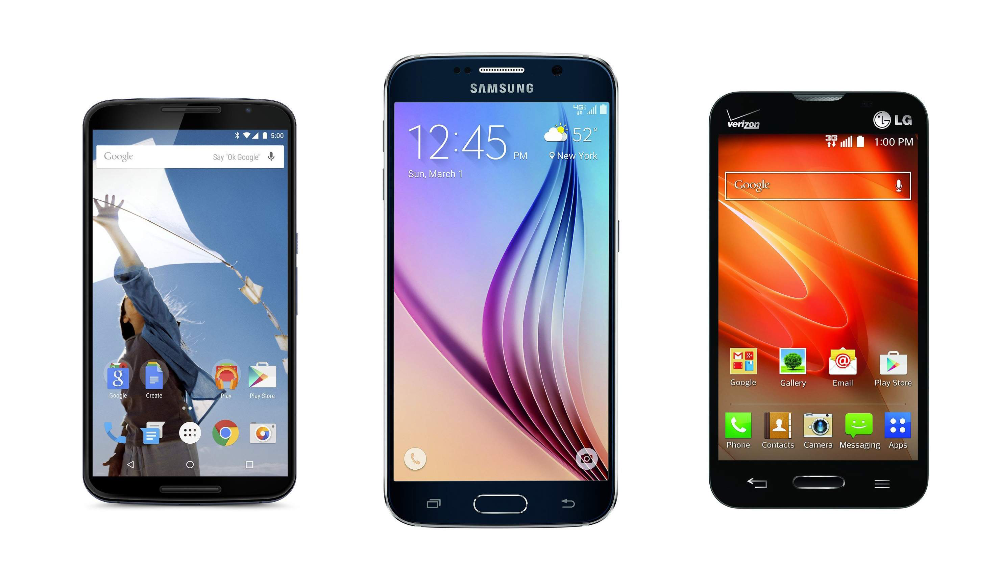 5:00
Google Say "Ok Google"
Google Create Play Play Store
SAMSUNG
4G LTE
12:45 PM
52°
New York
Sun, March 1
verizon
LG
3G 1:00 PM
Google
g+
Google Gallery Email Play Store
Phone Contacts Camera Messaging Apps